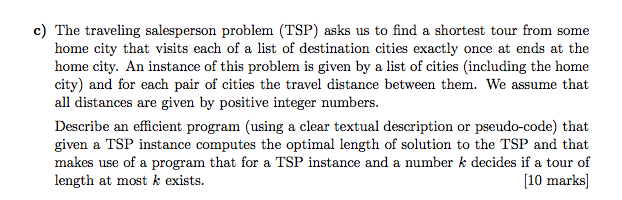 c) The traveling salesperson problem (TSP) asks us to find a shortest tour from some
home city that visits each of a list of destination cities exactly once at ends at the
home city. An instance of this problem is given by a list of cities (including the home
city) and for each pair of cities the travel distance between them. We assume that
all distances are given by positive integer numbers.
Describe an efficient program (using a clear textual description or pseudo-code) that
given a TSP instance computes the optimal length of solution to the TSP and that
makes use of a program that for a TSP instance and a number k decides if a tour of
length at most k exists. [10 marks]